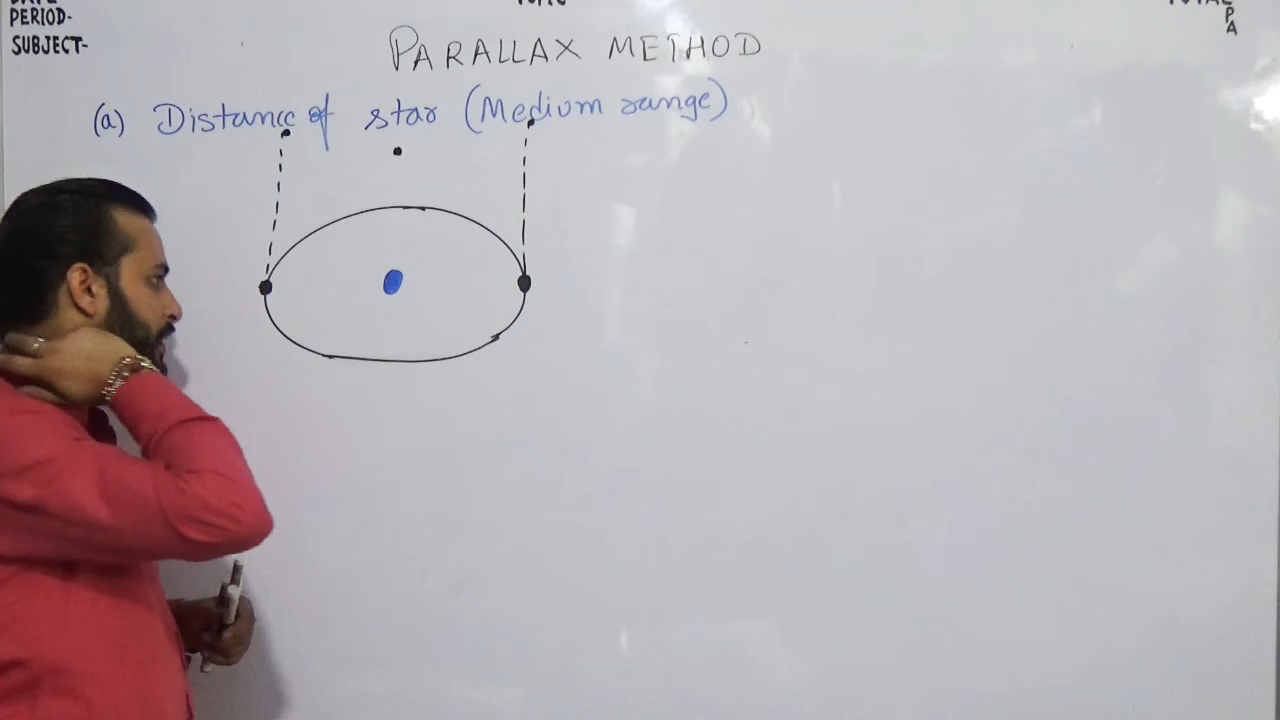 PERIOD-
SUBJECT-
PARALLAX METHOD
(a) Distance of star (Medium range)
P
A